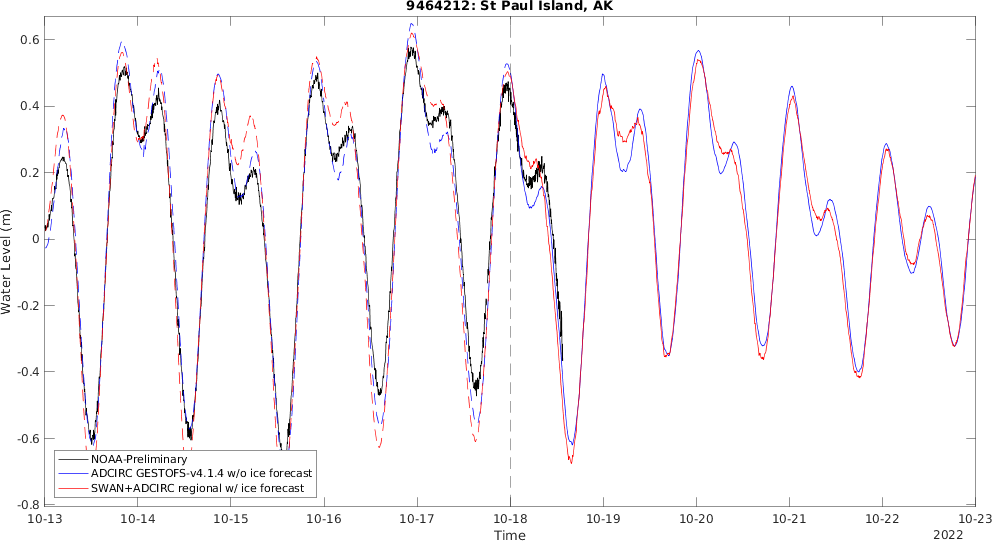 9464212: St Paul Island, AK
Water Level (m)
0.6
0.4
0.2
0
-0.2
-0.4
-0.6
-0.8
NOAA-Preliminary
ADCIRC GESTOFS-v4.1.4 w/o ice forecast
SWAN+ADCIRC regional w/ ice forecast
10-13 10-14 10-15 10-16 10-17 10-18 10-19 10-20 10-21 10-22 10-23
Time
2022